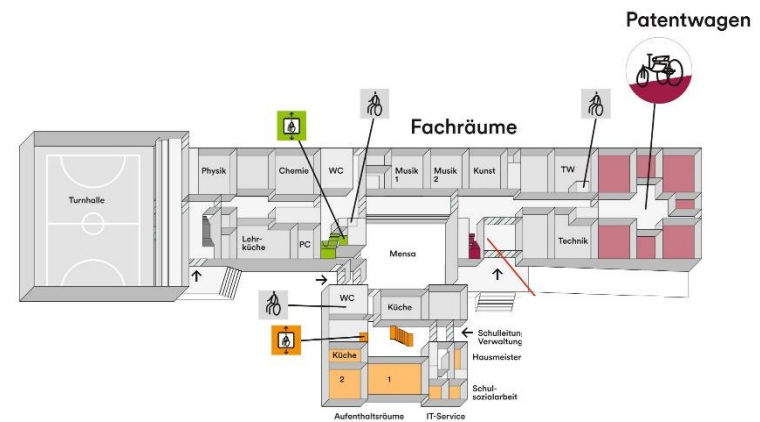 Patentwagen
Fachräume
Physik
Chemie
WC
Musik
1
Musik
2
Kunst
TW
Turnhalle
Lehr-
küche
PC
Mensa
Technik
WC
Küche
Schulleitung
Verwaltung
Küche
Hausmeister
2
1
Schul-
sozialarbeit
Aufenthaltsräume
IT-Service